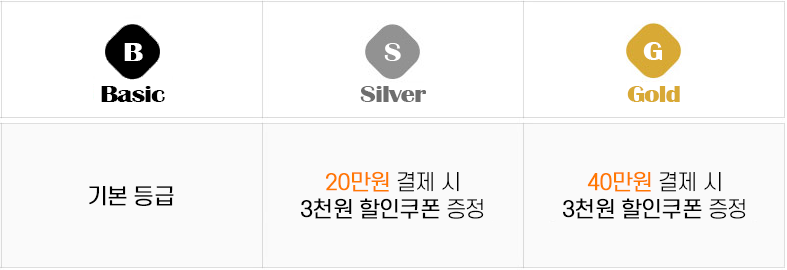 B
S
G
Basic
Silver
Gold
기본 등급
20만원 결제 시
3천원 할인쿠폰 증정
40만원 결제 시
3천원 할인쿠폰 증정